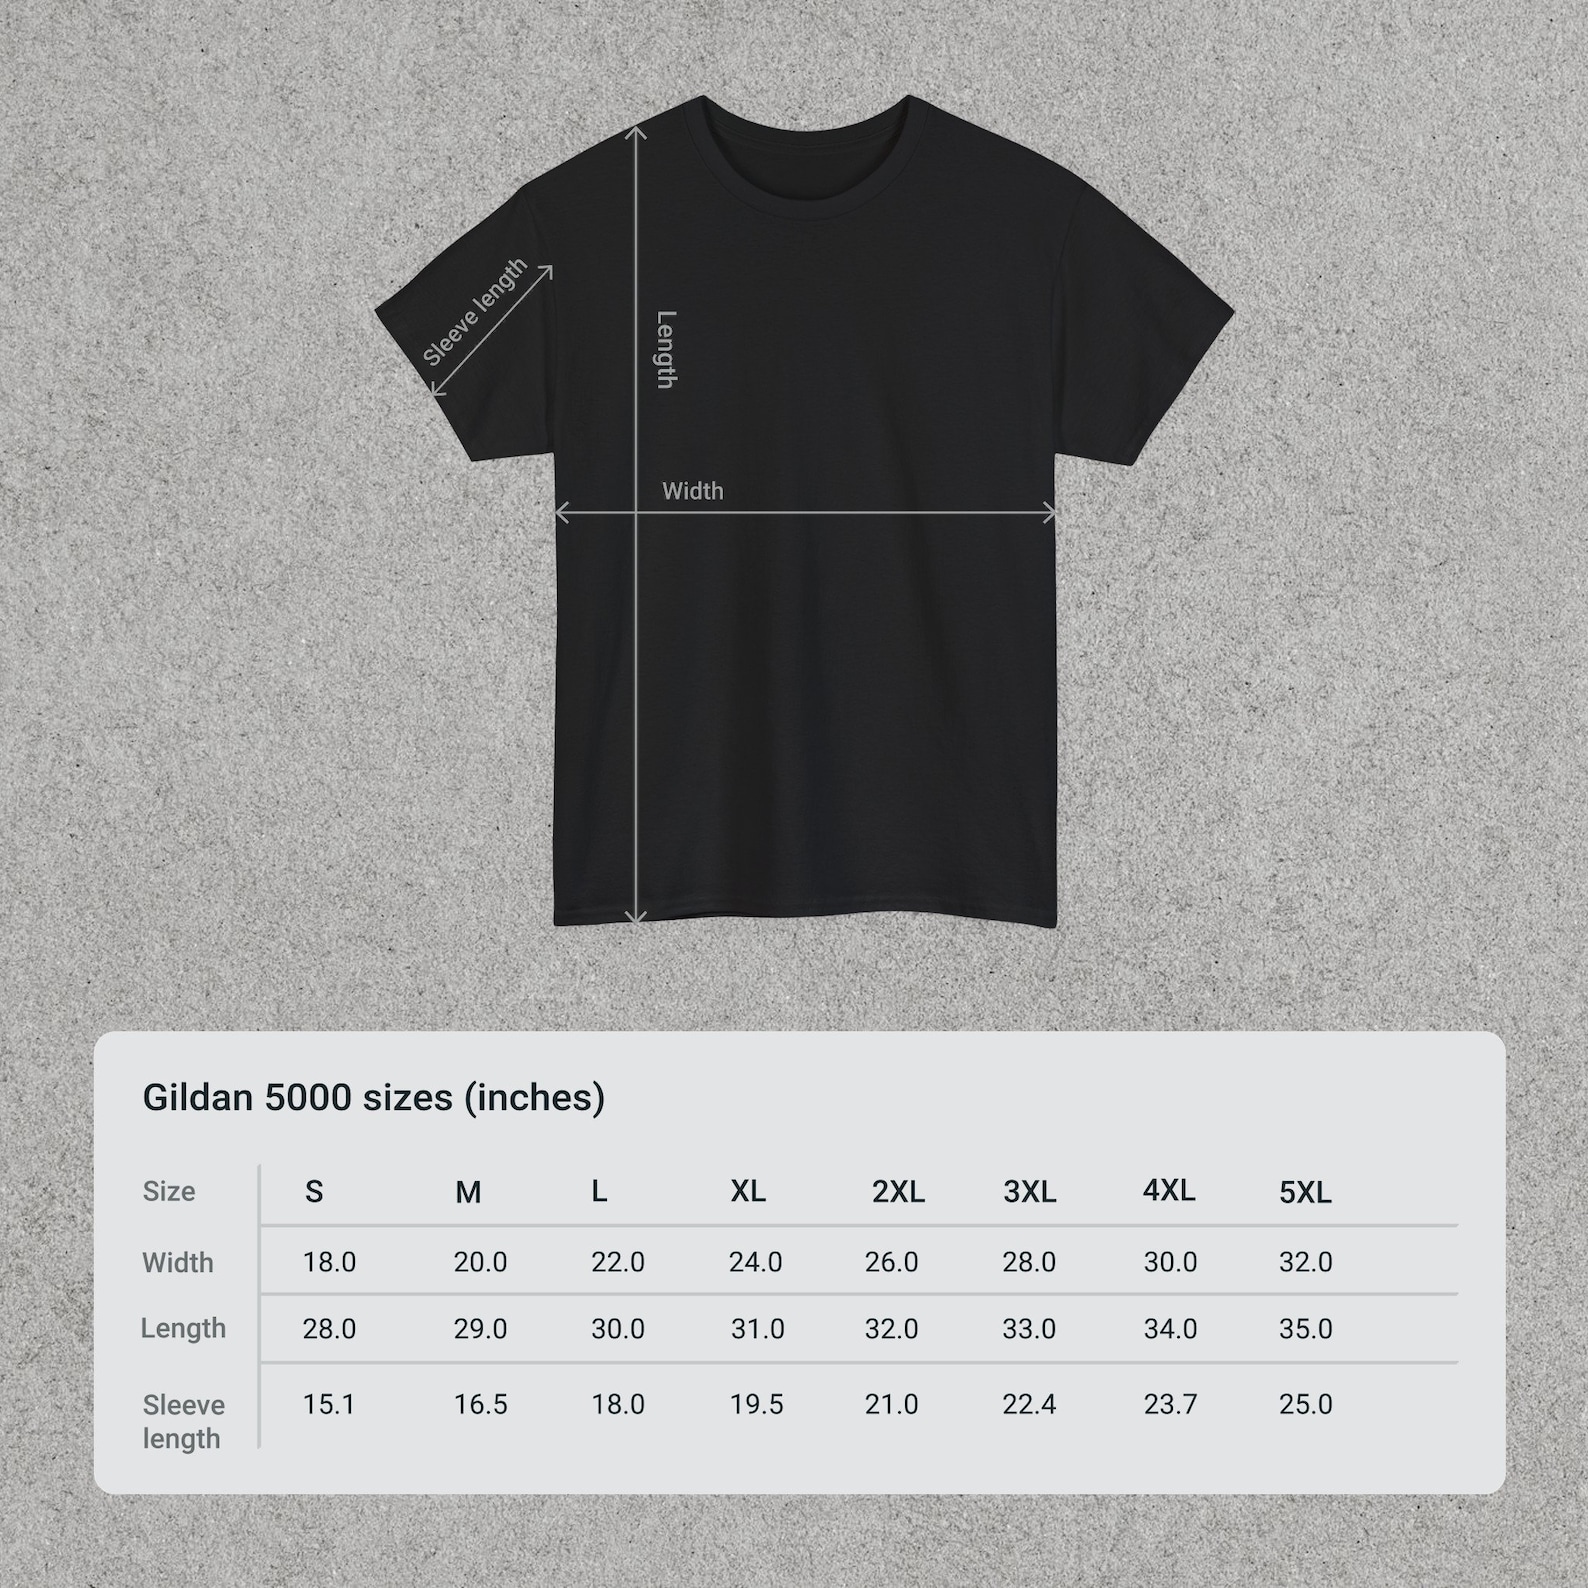 Sleeve length
Length
Width
Gildan 5000 sizes (inches)
Size S M L XL 2XL 3XL 4XL 5XL
Width 18.0 20.0 22.0 24.0 26.0 28.0 30.0 32.0
Length 28.0 29.0 30.0 31.0 32.0 33.0 34.0 35.0
Sleeve length 15.1 16.5 18.0 19.5 21.0 22.4 23.7 25.0